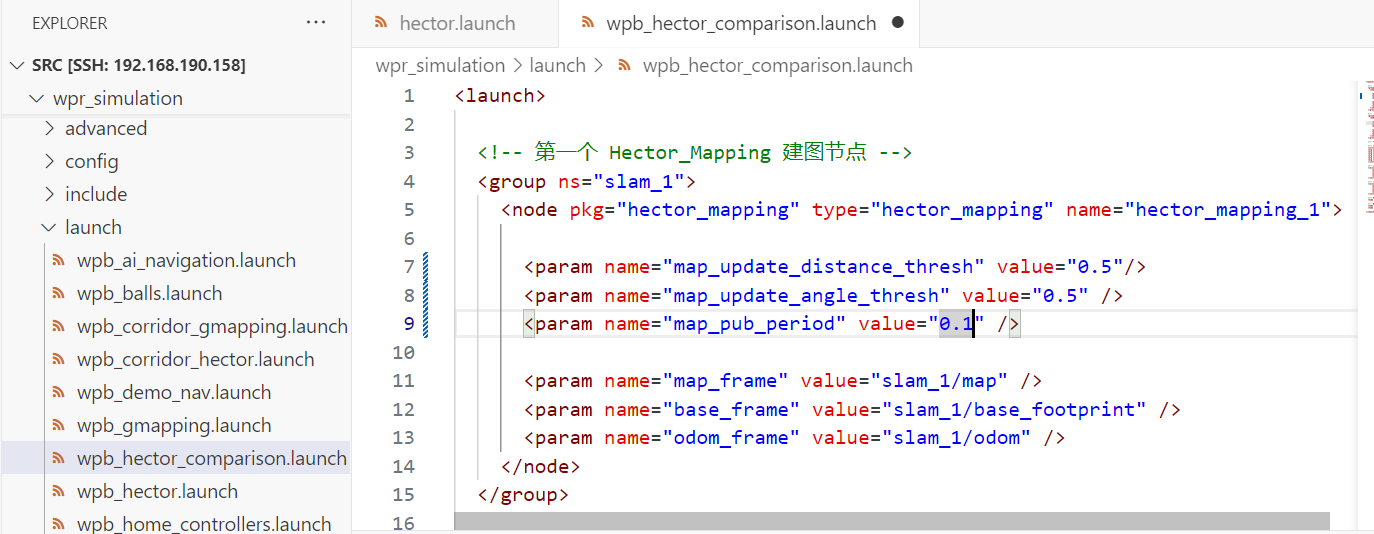 EXPLORER ···
SRC [SSH: 192.168.190.158]
wpr_simulation
advanced
config
include
launch
wpb_ai_navigation.launch
wpb_balls.launch
wpb_corridor_gmapping.launch
wpb_corridor_hector.launch
wpb_demo_nav.launch
wpb_gmapping.launch
wpb_hector_comparison.launch
wpb_hector.launch
wpb_home_controllers.launch
hector.launch wpb_hector_comparison.launch
wpr_simulation > launch > wpb_hector_comparison.launch
1 <launch>
2
3 <!-- 第一个 Hector_Mapping 建图节点 -->
4 <group ns="slam_1">
5 <node pkg="hector_mapping" type="hector_mapping" name="hector_mapping_1">
6
7 <param name="map_update_distance_thresh" value="0.5"/>
8 <param name="map_update_angle_thresh" value="0.5" />
9 <param name="map_pub_period" value="0.1" />
10
11 <param name="map_frame" value="slam_1/map" />
12 <param name="base_frame" value="slam_1/base_footprint" />
13 <param name="odom_frame" value="slam_1/odom" />
14 </node>
15 </group>
16